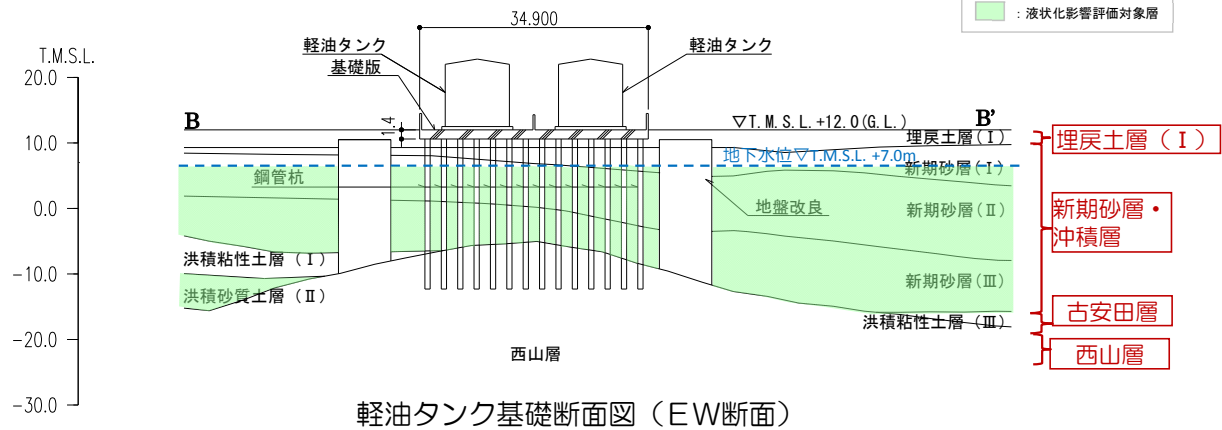 ：液状化影響評価対象層
34.900
T.M.S.L.
軽油タンク
軽油タンク
基礎版
20.0
10.0
0.0
-10.0
-20.0
-30.0
B
1.4
▽T.M.S.L. +12.0(G.L.)
B'
埋戻土層(Ⅰ)
埋戻土層（Ⅰ）
地下水位▽T.M.S.L. +7.0m
新期砂層(Ⅰ)
鋼管杭
地盤改良
新期砂層(Ⅱ)
新期砂層・
沖積層
洪積粘性土層（Ⅰ）
洪積砂質土層（Ⅱ）
新期砂層(Ⅲ)
洪積粘性土層(Ⅲ)
古安田層
西山層
西山層
軽油タンク基礎断面図（ＥＷ断面）